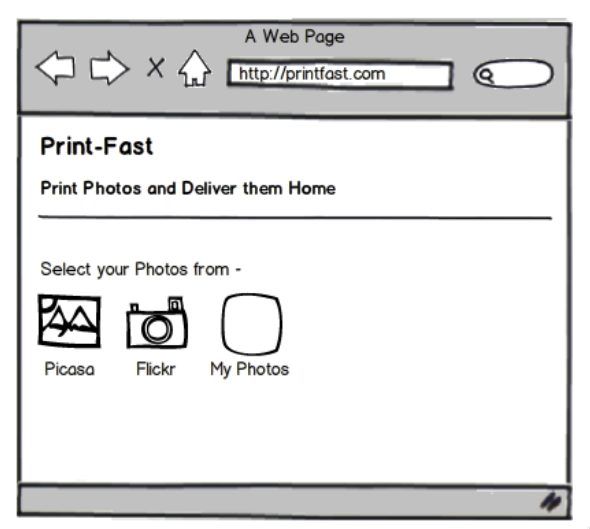 A Web Page
http://printfast.com
Print-Fast
Print Photos and Deliver them Home
Select your Photos from -
Picasa Flickr My Photos